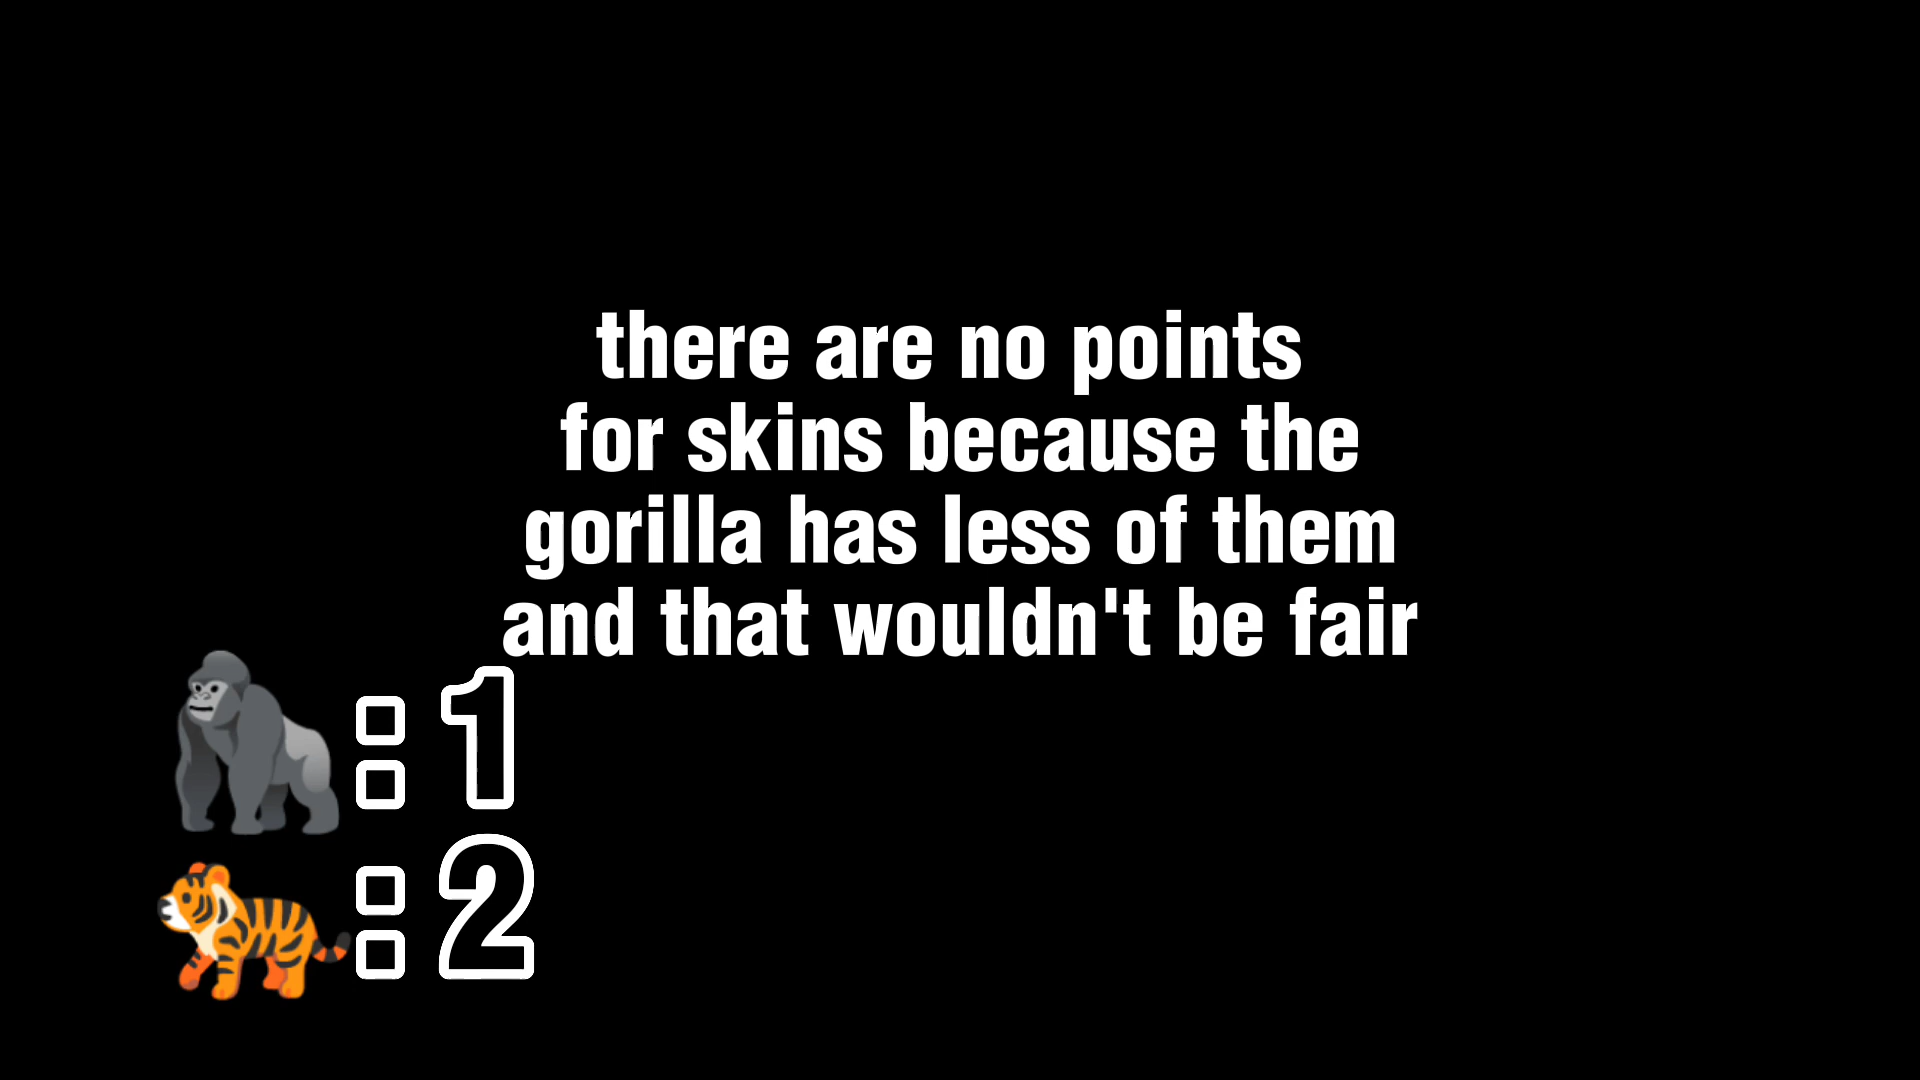 there are no points
for skins because the
gorilla has less of them
and that wouldn't be fair
🦍:1
🐅:2